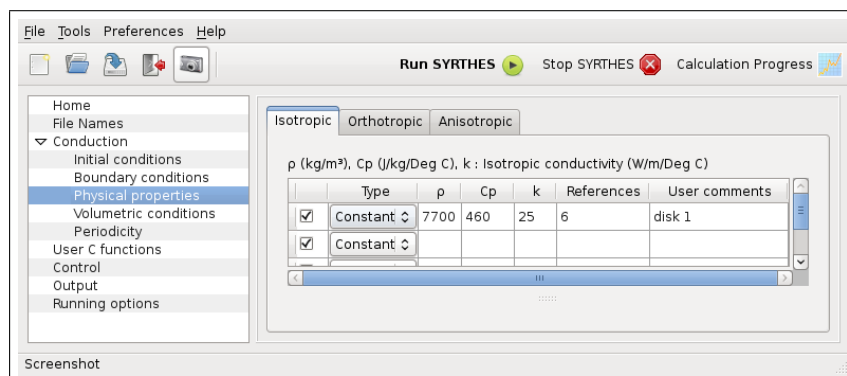 File Tools Preferences Help
Run SYRTHES Stop SYRTHES Calculation Progress
Home
File Names
Conduction
Initial conditions
Boundary conditions
Physical properties
Volumetric conditions
Periodicity
User C functions
Control
Output
Running options
Isotropic Orthotropic Anisotropic
ρ (kg/m³), Cp (J/kg/Deg C), k : Isotropic conductivity (W/m/Deg C)
Type ρ Cp k References User comments
Constant 7700 460 25 6 disk 1
Constant
Screenshot